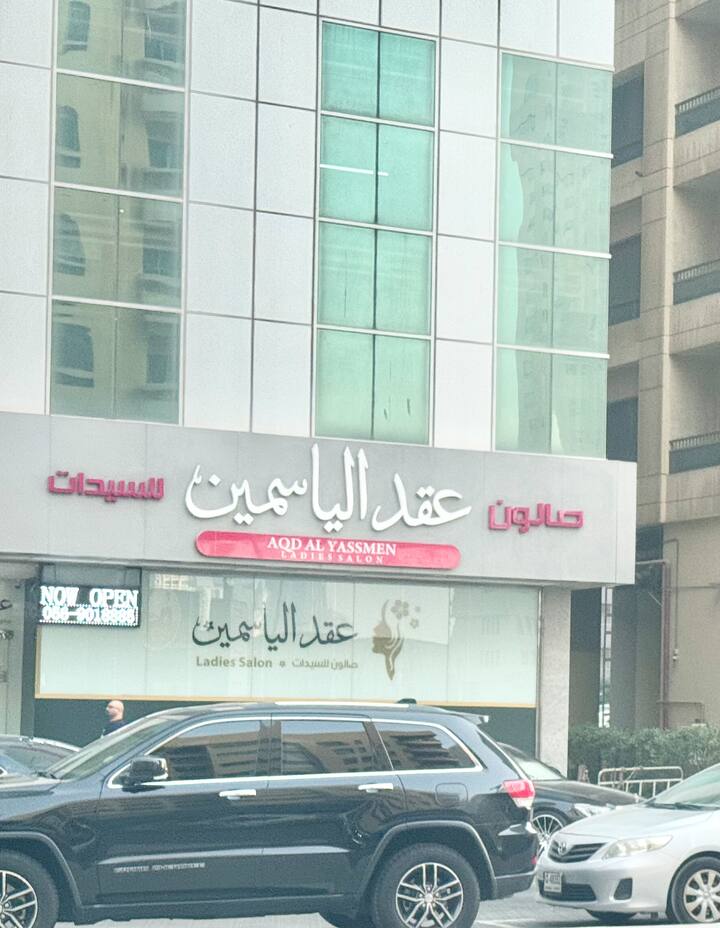 صالون عقد الياسمين للسيدات
AQD AL YASSMEN
LADIES SALON
NOW OPEN
عقد الياسمين
Ladies Salon صالون للسيدات